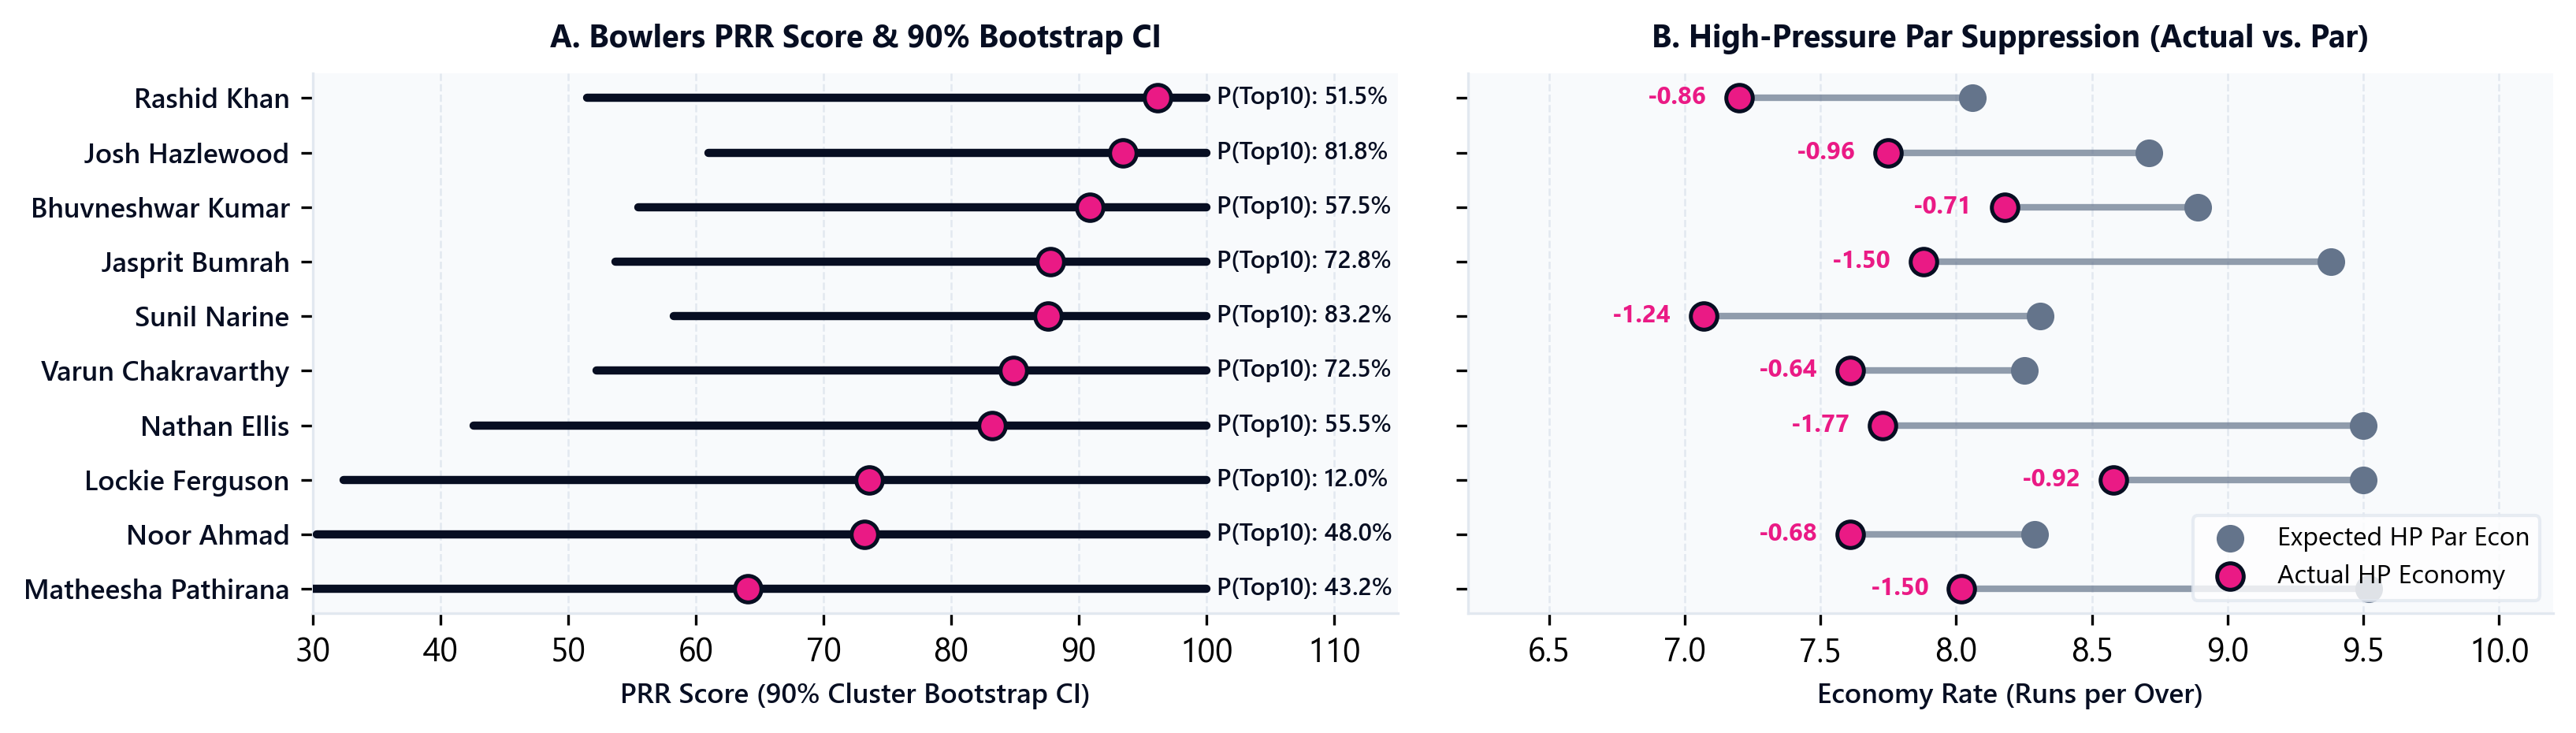 A. Bowlers PRR Score & 90% Bootstrap CI
Rashid Khan
Josh Hazlewood
Bhuvneshwar Kumar
Jasprit Bumrah
Sunil Narine
Varun Chakravarthy
Nathan Ellis
Lockie Ferguson
Noor Ahmad
Matheesha Pathirana
P(Top10): 51.5%
P(Top10): 81.8%
P(Top10): 57.5%
P(Top10): 72.8%
P(Top10): 83.2%
P(Top10): 72.5%
P(Top10): 55.5%
P(Top10): 12.0%
P(Top10): 48.0%
P(Top10): 43.2%
30 40 50 60 70 80 90 100 110
PRR Score (90% Cluster Bootstrap CI)
B. High-Pressure Par Suppression (Actual vs. Par)
-0.86
-0.96
-0.71
-1.50
-1.24
-0.64
-1.77
-0.92
-0.68
-1.50
Expected HP Par Econ
Actual HP Economy
6.5 7.0 7.5 8.0 8.5 9.0 9.5 10.0
Economy Rate (Runs per Over)